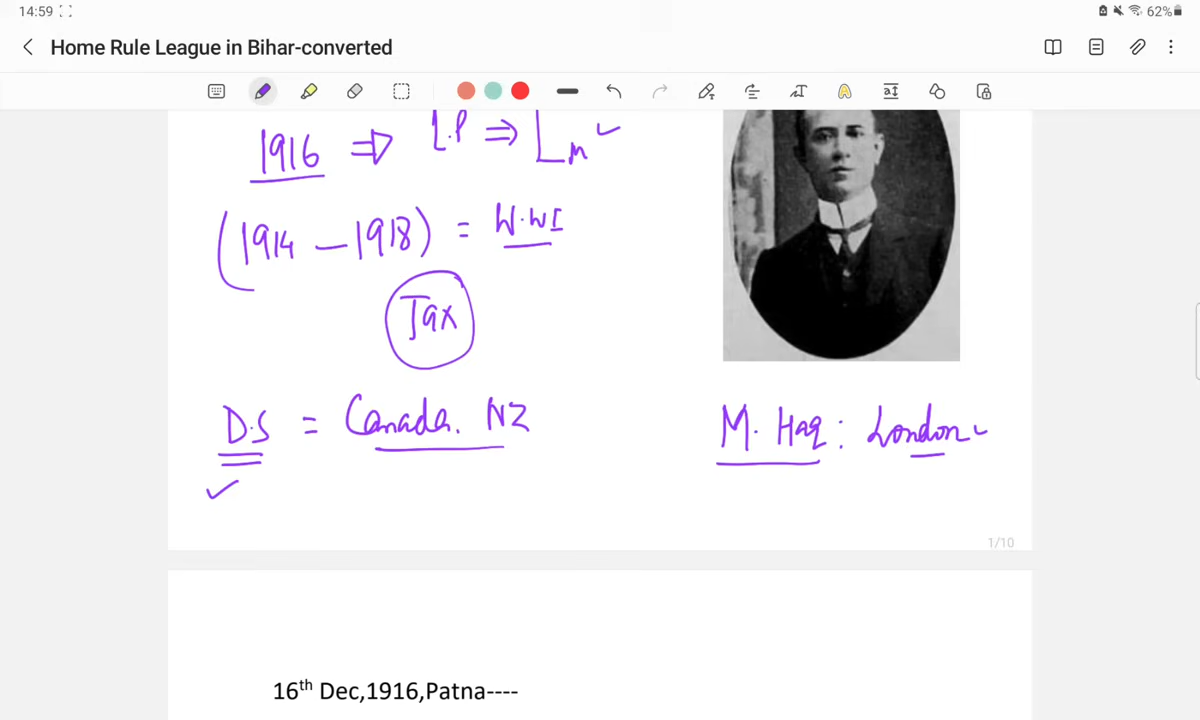 14:59
62%
Home Rule League in Bihar-converted
1916 ⇒ L.P ⇒ Lm ✓
(1914 – 1918) = W.WI
Tax
D.S = Canada. NZ
✓
M. Haq : London ✓
1/10
16th Dec,1916,Patna----